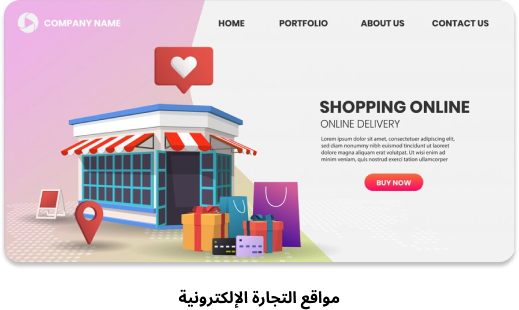 COMPANY NAME
HOME PORTFOLIO ABOUT US CONTACT US
SHOPPING ONLINE
ONLINE DELIVERY
Lorem ipsum dolor sit amet, consectetuer adipiscing elit,
sed diam nonummy nibh euismod tincidunt ut laoreet
dolore magna aliquam erat volutpat. Ut wisi enim ad
minim veniam, quis nostrud exerci tation ullamcorper
BUY NOW
مواقع التجارة الإلكترونية